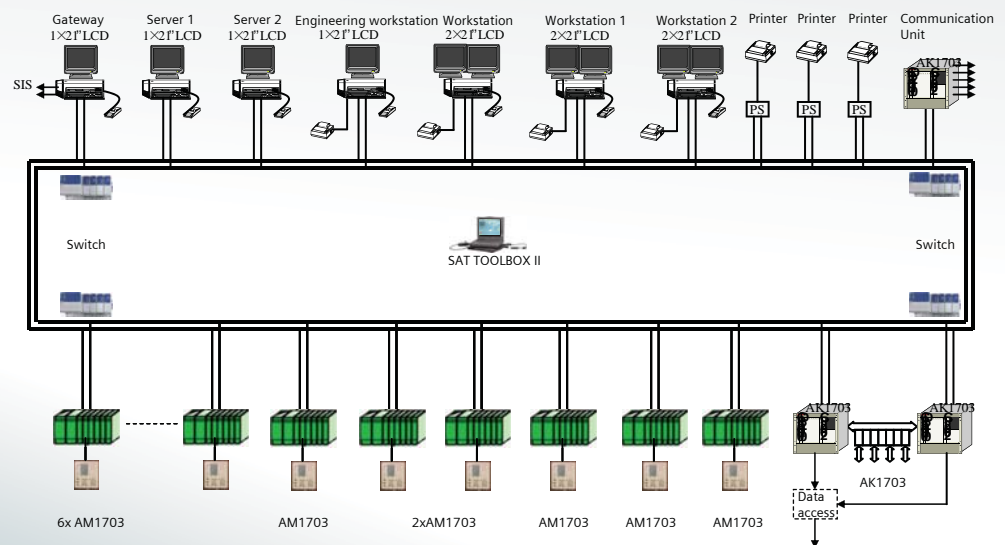 Gateway
1×21"LCD
Server 1
1×21"LCD
Server 2
1×21"LCD
Engineering workstation
1×21"LCD
Workstation
2×21"LCD
Workstation 1
2×21"LCD
Workstation 2
2×21"LCD
Printer
Printer
Printer
Communication
Unit
SIS
PS
PS
PS
AK1703
Switch
Switch
SAT TOOLBOX II
AK1703
AK1703
AK1703
6x AM1703
AM1703
2xAM1703
AM1703
AM1703
AM1703
Data
access